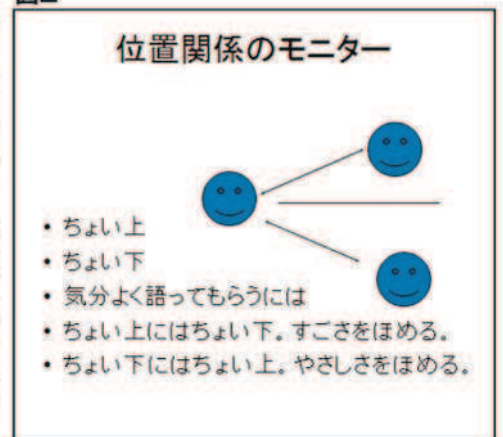 位置関係のモニター
• ちょい上
• ちょい下
• 気分よく語ってもらうには
• ちょい上にはちょい下。すごさをほめる。
• ちょい下にはちょい上。やさしさをほめる。